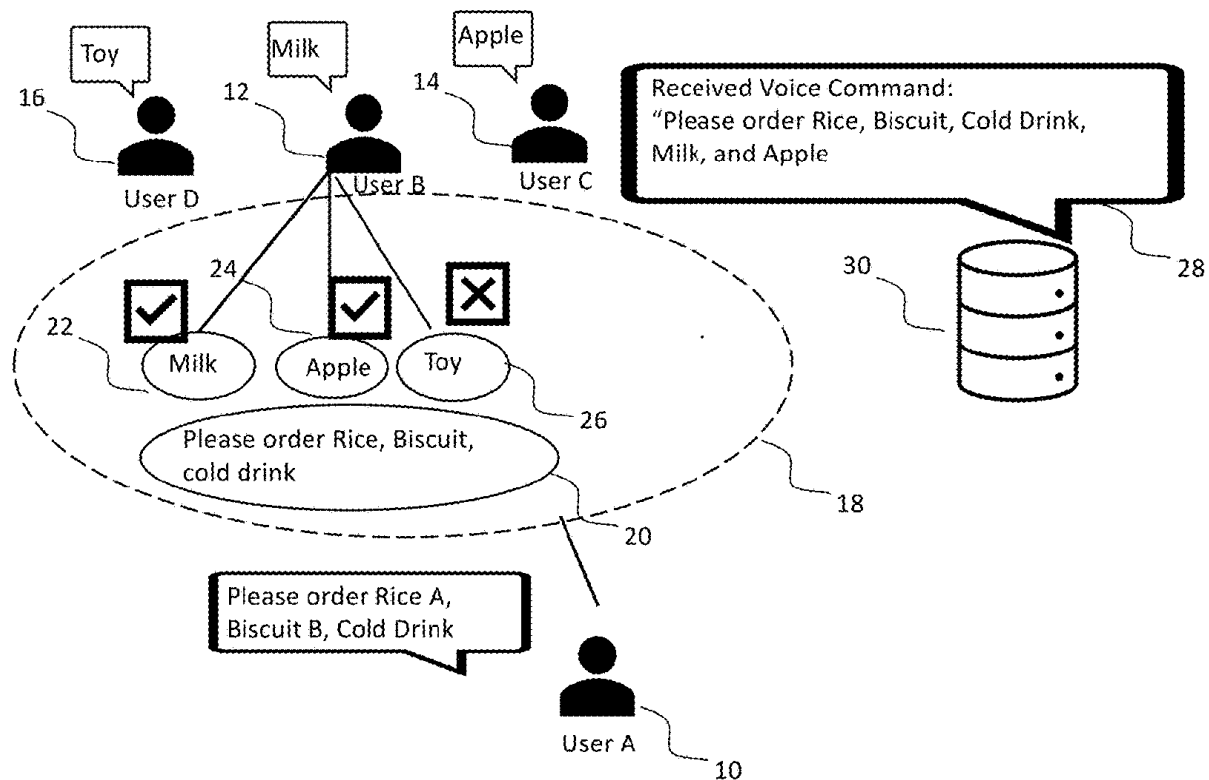 Toy
Milk
Apple
Received Voice Command:
“Please order Rice, Biscuit, Cold Drink,
Milk, and Apple
16
12
14
User D
User B
User C
24
30
28
22
Milk
Apple
Toy
26
Please order Rice, Biscuit,
cold drink
18
20
Please order Rice A,
Biscuit B, Cold Drink
User A
10